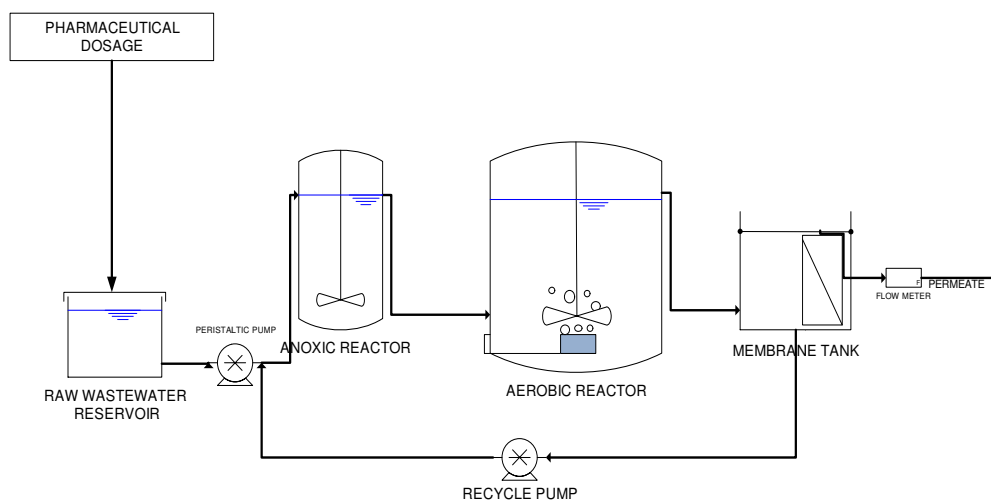 PHARMACEUTICAL
DOSAGE
PERISTALTIC PUMP
ANOXIC REACTOR
RAW WASTEWATER
RESERVOIR
AEROBIC REACTOR
MEMBRANE TANK
F
FLOW METER
PERMEATE
RECYCLE PUMP